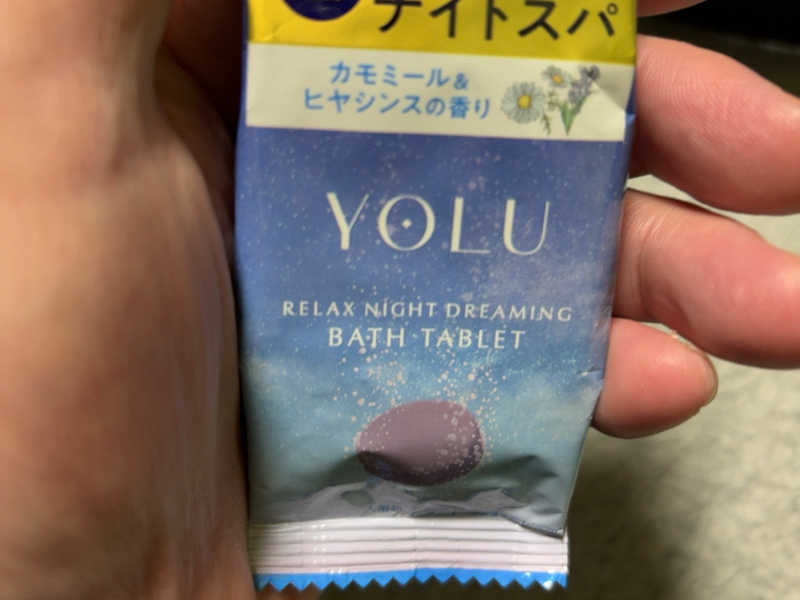 ナイトスパ
カモミール&
ヒヤシンスの香り
YOLU
RELAX NIGHT DREAMING
BATH TABLET